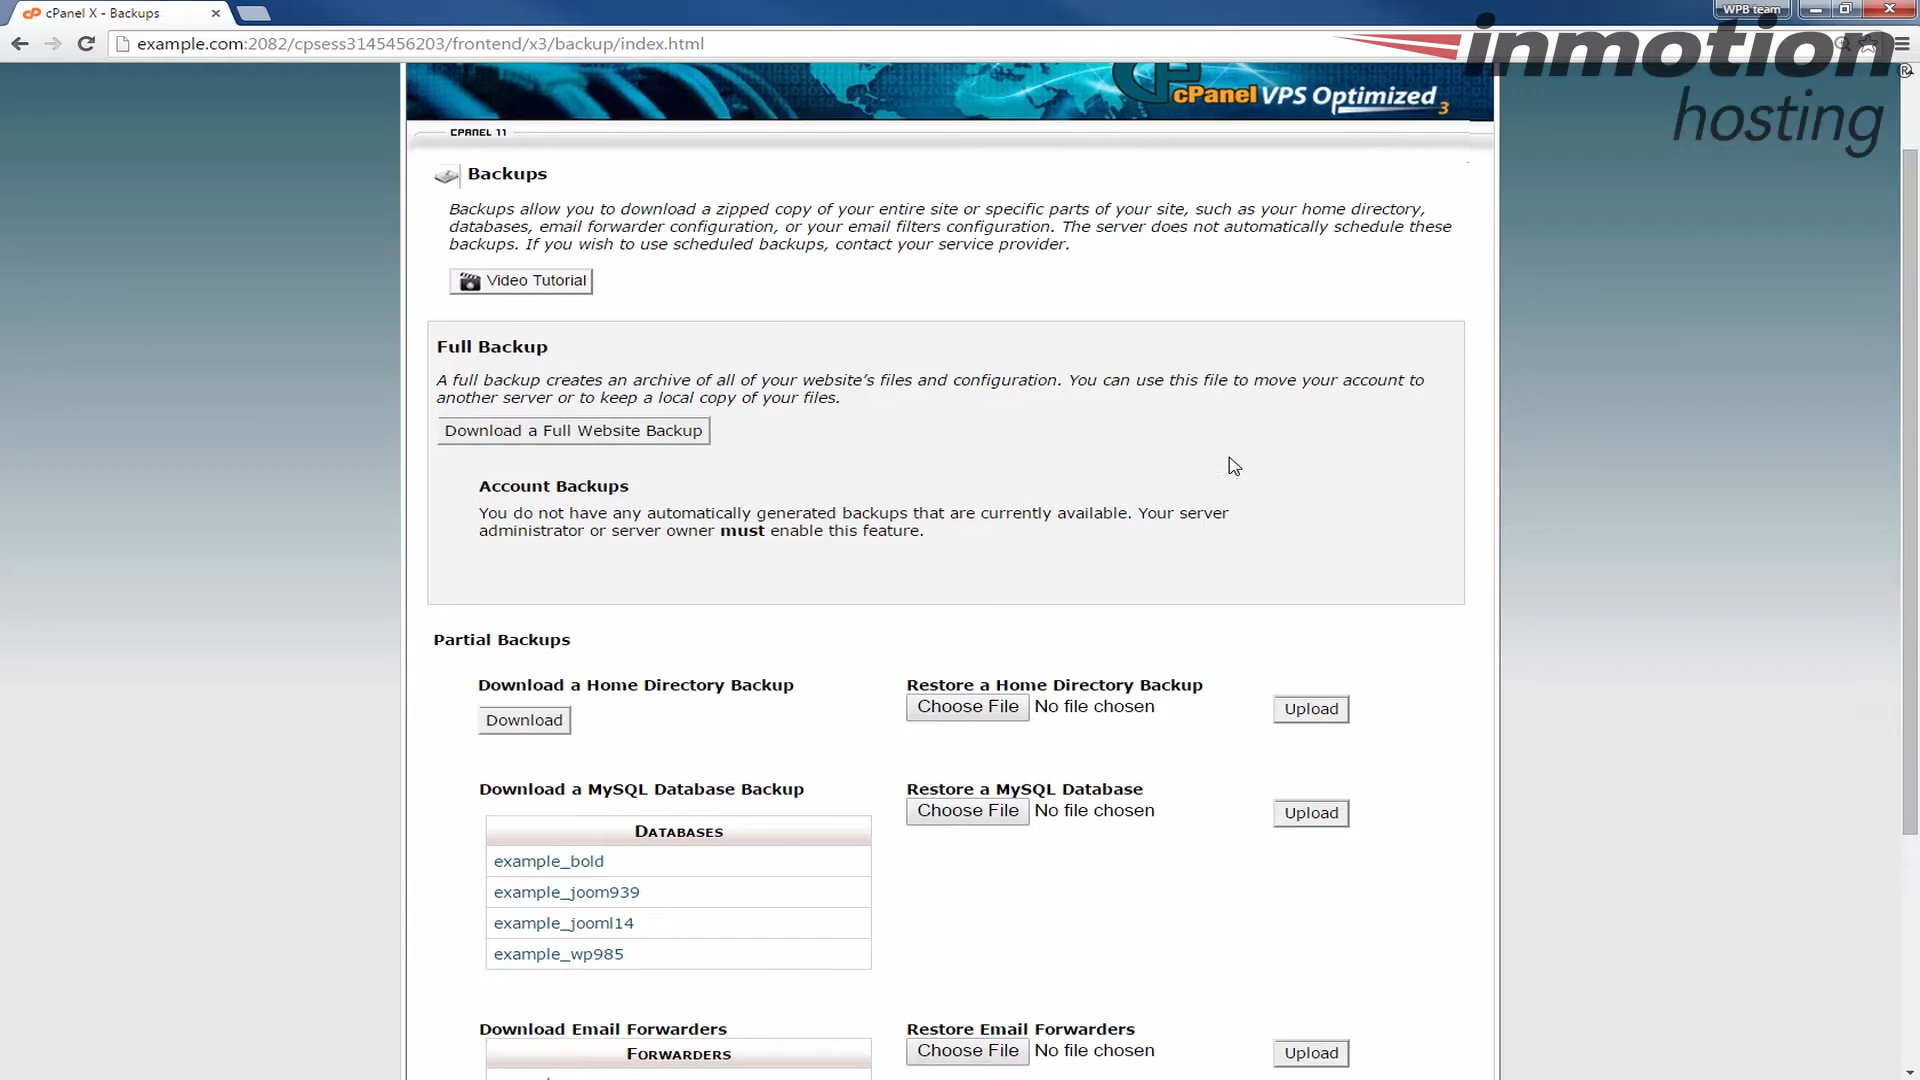 cPanel X - Backups
WPB team
example.com:2082/cpsess3145456203/frontend/x3/backup/index.html
inmotion
hosting
cPanel VPS Optimized 3
CPANEL 11
Backups
Backups allow you to download a zipped copy of your entire site or specific parts of your site, such as your home directory,
databases, email forwarder configuration, or your email filters configuration. The server does not automatically schedule these
backups. If you wish to use scheduled backups, contact your service provider.
Video Tutorial
Full Backup
A full backup creates an archive of all of your website's files and configuration. You can use this file to move your account to
another server or to keep a local copy of your files.
Download a Full Website Backup
Account Backups
You do not have any automatically generated backups that are currently available. Your server
administrator or server owner must enable this feature.
Partial Backups
Download a Home Directory Backup
Download
Restore a Home Directory Backup
Choose File No file chosen
Upload
Download a MySQL Database Backup
Restore a MySQL Database
Choose File No file chosen
Upload
DATABASES
example_bold
example_joom939
example_jooml14
example_wp985
Download Email Forwarders
FORWARDERS
Restore Email Forwarders
Choose File No file chosen
Upload